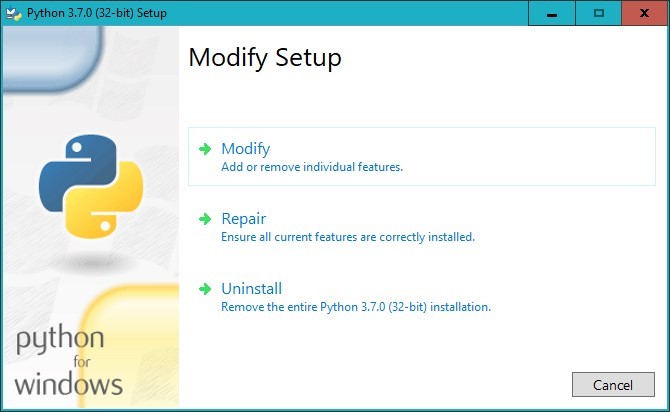 Python 3.7.0 (32-bit) Setup
Modify Setup
Modify
Add or remove individual features.
Repair
Ensure all current features are correctly installed.
Uninstall
Remove the entire Python 3.7.0 (32-bit) installation.
python
for
windows
Cancel